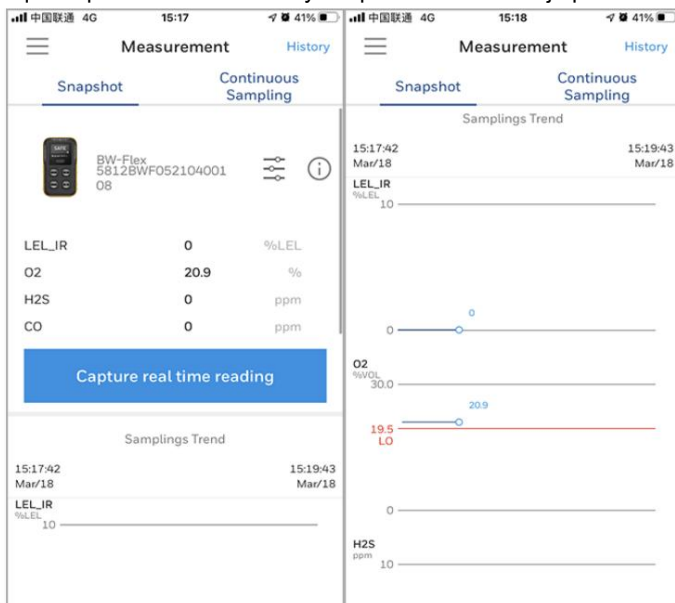 中国联通 4G 15:17 41%
Measurement History
Snapshot Continuous Sampling
SAFE
BW-Flex
5812BWF052104001
08
LEL_IR 0 %LEL
O2 20.9 %
H2S 0 ppm
CO 0 ppm
Capture real time reading
Samplings Trend
15:17:42 15:19:43
Mar/18 Mar/18
LEL_IR
%LEL
10
中国联通 4G 15:18 41%
Measurement History
Snapshot Continuous Sampling
Samplings Trend
15:17:42 15:19:43
Mar/18 Mar/18
LEL_IR
%LEL
10
0
0
O2
%VOL
30.0
20.9
19.5
LO
0
H2S
ppm
10